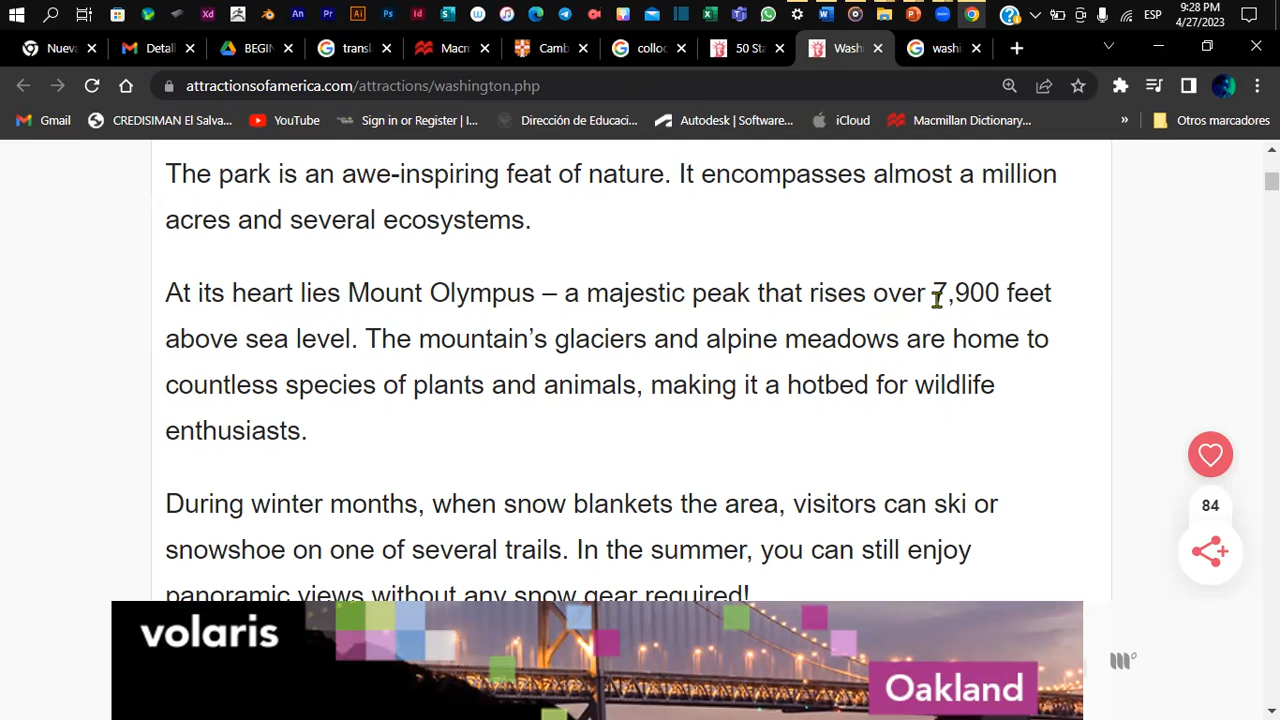 9:28 PM
ESP
4/27/2023
Nueva
Detall
BEGIN
transl
Macm
Camb
colloc
50 Sta
Wash
washi
attractionsofamerica.com/attractions/washington.php
Gmail
CREDISIMAN El Salva...
YouTube
Sign in or Register | I...
Dirección de Educaci...
Autodesk | Software...
iCloud
Macmillan Dictionary...
»
Otros marcadores
The park is an awe-inspiring feat of nature. It encompasses almost a million
acres and several ecosystems.
At its heart lies Mount Olympus – a majestic peak that rises over 7,900 feet
above sea level. The mountain's glaciers and alpine meadows are home to
countless species of plants and animals, making it a hotbed for wildlife
enthusiasts.
During winter months, when snow blankets the area, visitors can ski or
snowshoe on one of several trails. In the summer, you can still enjoy
panoramic views without any snow gear required!
84
volaris
Oakland